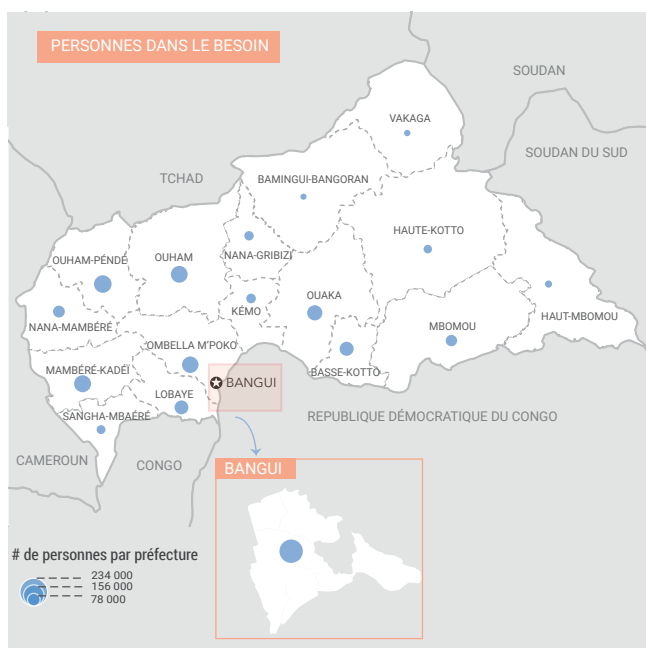 PERSONNES DANS LE BESOIN
SOUDAN
VAKAGA
SOUDAN DU SUD
TCHAD
BAMINGUI-BANGORAN
HAUTE-KOTTO
OUHAM-PÉNDÉ
OUHAM
NANA-GRIBIZI
OUAKA
KÉMO
NANA-MAMBÉRÉ
HAUT-MBOMOU
MBOMOU
OMBELLA M'POKO
MAMBÉRÉ-KADÉÏ
BASSE-KOTTO
BANGUI
LOBAYE
SANGHA-MBAÉRÉ
REPUBLIQUE DÉMOCRATIQUE DU CONGO
CAMEROUN
CONGO
BANGUI
# de personnes par préfecture
234 000
156 000
78 000